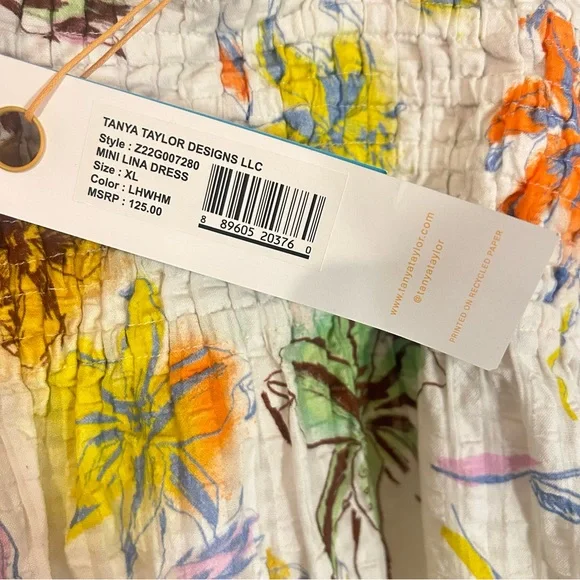 TANYA TAYLOR DESIGNS LLC
Style : Z22G007280
MINI LINA DRESS
Size : XL
Color : LHWHM
MSRP : 125.00
8 89605 20376 0
www.tanyataylor.com
@tanyataylor
PRINTED ON RECYCLED PAPER